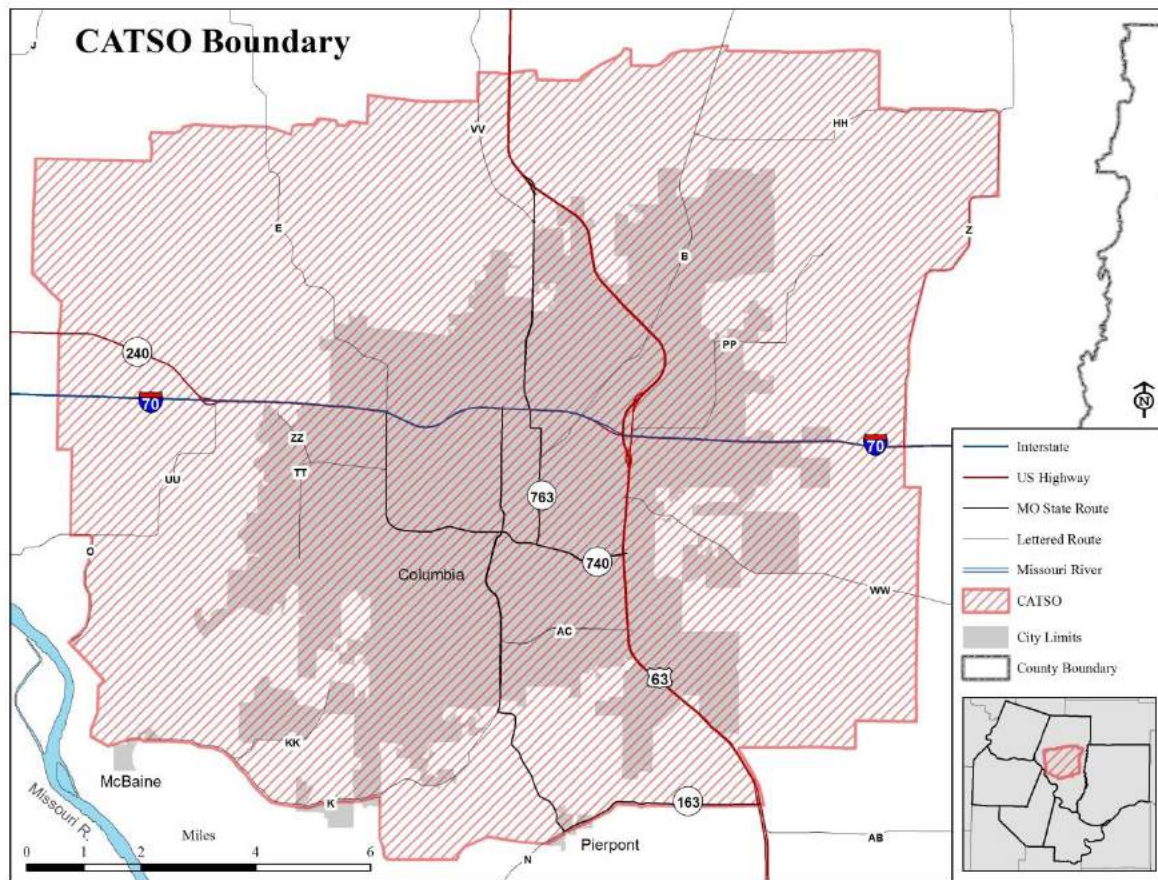 CATSO Boundary
J
VV
HH
E
Z
B
240
PP
70
70
ZZ
TT
UU
763
O
740
Columbia
WW
AC
63
KK
McBaine
K
163
Missouri R.
Miles
Pierpont
N
AB
0 1 2 4 6
N
Interstate
US Highway
MO State Route
Lettered Route
Missouri River
CATSO
City Limits
County Boundary